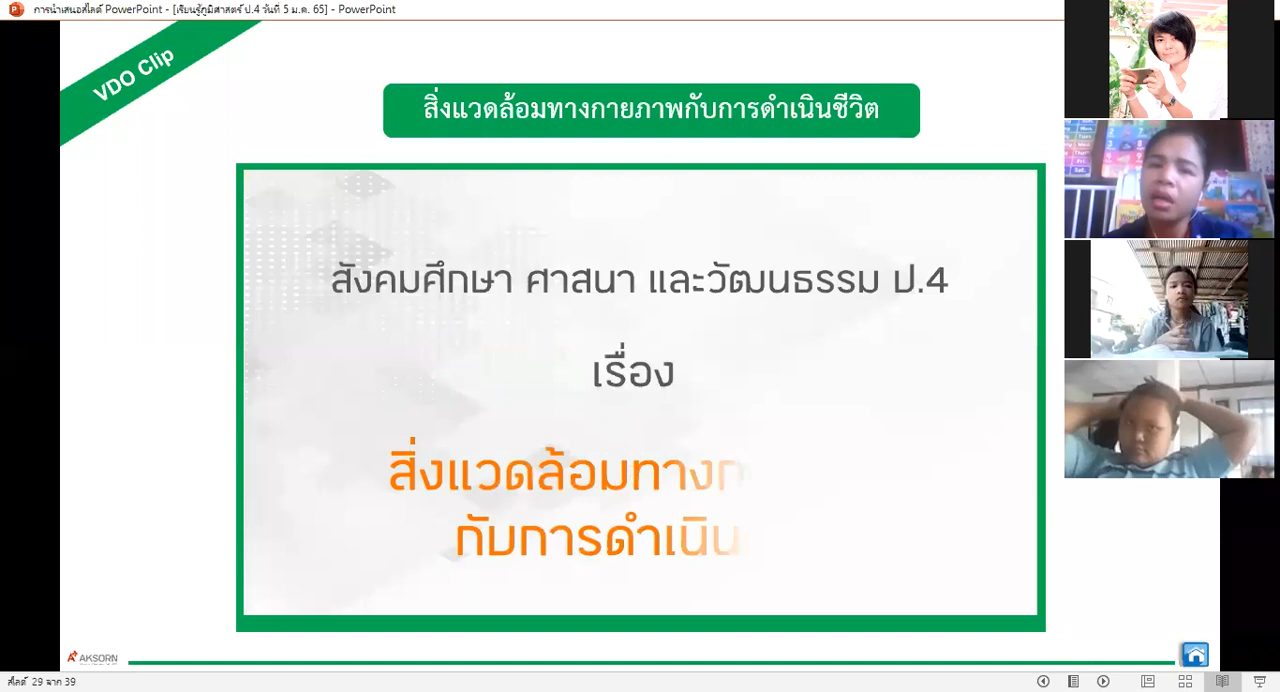 การนำเสนอสไลด์ PowerPoint - [เรียนรู้ภูมิศาสตร์ ป.4 วันที่ 5 ม.ค. 65] - PowerPoint
VDO Clip
สิ่งแวดล้อมทางกายภาพกับการดำเนินชีวิต
สังคมศึกษา ศาสนา และวัฒนธรรม ป.4
เรื่อง
สิ่งแวดล้อมทางก
กับการดำเนิน
AKSORN
สไลด์ 29 จาก 39